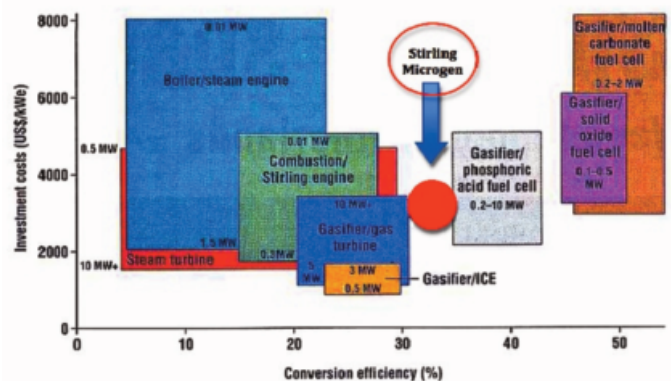 Investment costs (US$/kWe)
8000
6000
4000
2000
0
0.01 MW
Boiler/steam engine
1.5 MW
0.5 MW
10 MW+
Steam turbine
0.01 MW
Combustion/
Stirling engine
0.3MW
10 MW+
Gasifier/gas
turbine
5
MW
3 MW
0.5 MW
Gasifier/ICE
Stirling
Microgen
Gasifier/
phosphoric
acid fuel cell
0.2–10 MW
Gasifier/molten
carbonate fuel cell
0.2–2 MW
Gasifier/
solid
oxide
fuel cell
0.1–0.5
MW
0
10
20
30
40
50
Conversion efficiency (%)